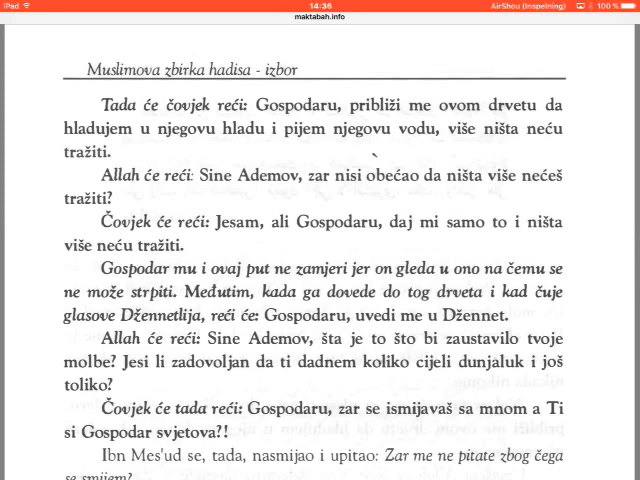 iPad
14:36
AirShou (Inspelning)
100 %
maktabah.info
Muslimova zbirka hadisa - izbor
Tada će čovjek reći: Gospodaru, približi me ovom drvetu da
hladujem u njegovu hladu i pijem njegovu vodu, više ništa neću
tražiti.
Allah će reći: Sine Ademov, zar nisi obećao da ništa više nećeš
tražiti?
Čovjek će reći: Jesam, ali Gospodaru, daj mi samo to i ništa
više neću tražiti.
Gospodar mu i ovaj put ne zamjeri jer on gleda u ono na čemu se
ne može strpiti. Međutim, kada ga dovede do tog drveta i kad čuje
glasove Džennetlija, reći će: Gospodaru, uvedi me u Džennet.
Allah će reći: Sine Ademov, šta je to što bi zaustavilo tvoje
molbe? Jesi li zadovoljan da ti dadnem koliko cijeli dunjaluk i još
toliko?
Čovjek će tada reći: Gospodaru, zar se ismijavaš sa mnom a Ti
si Gospodar svjetova?!
Ibn Mes'ud se, tada, nasmijao i upitao: Zar me ne pitate zbog čega
se smijem?